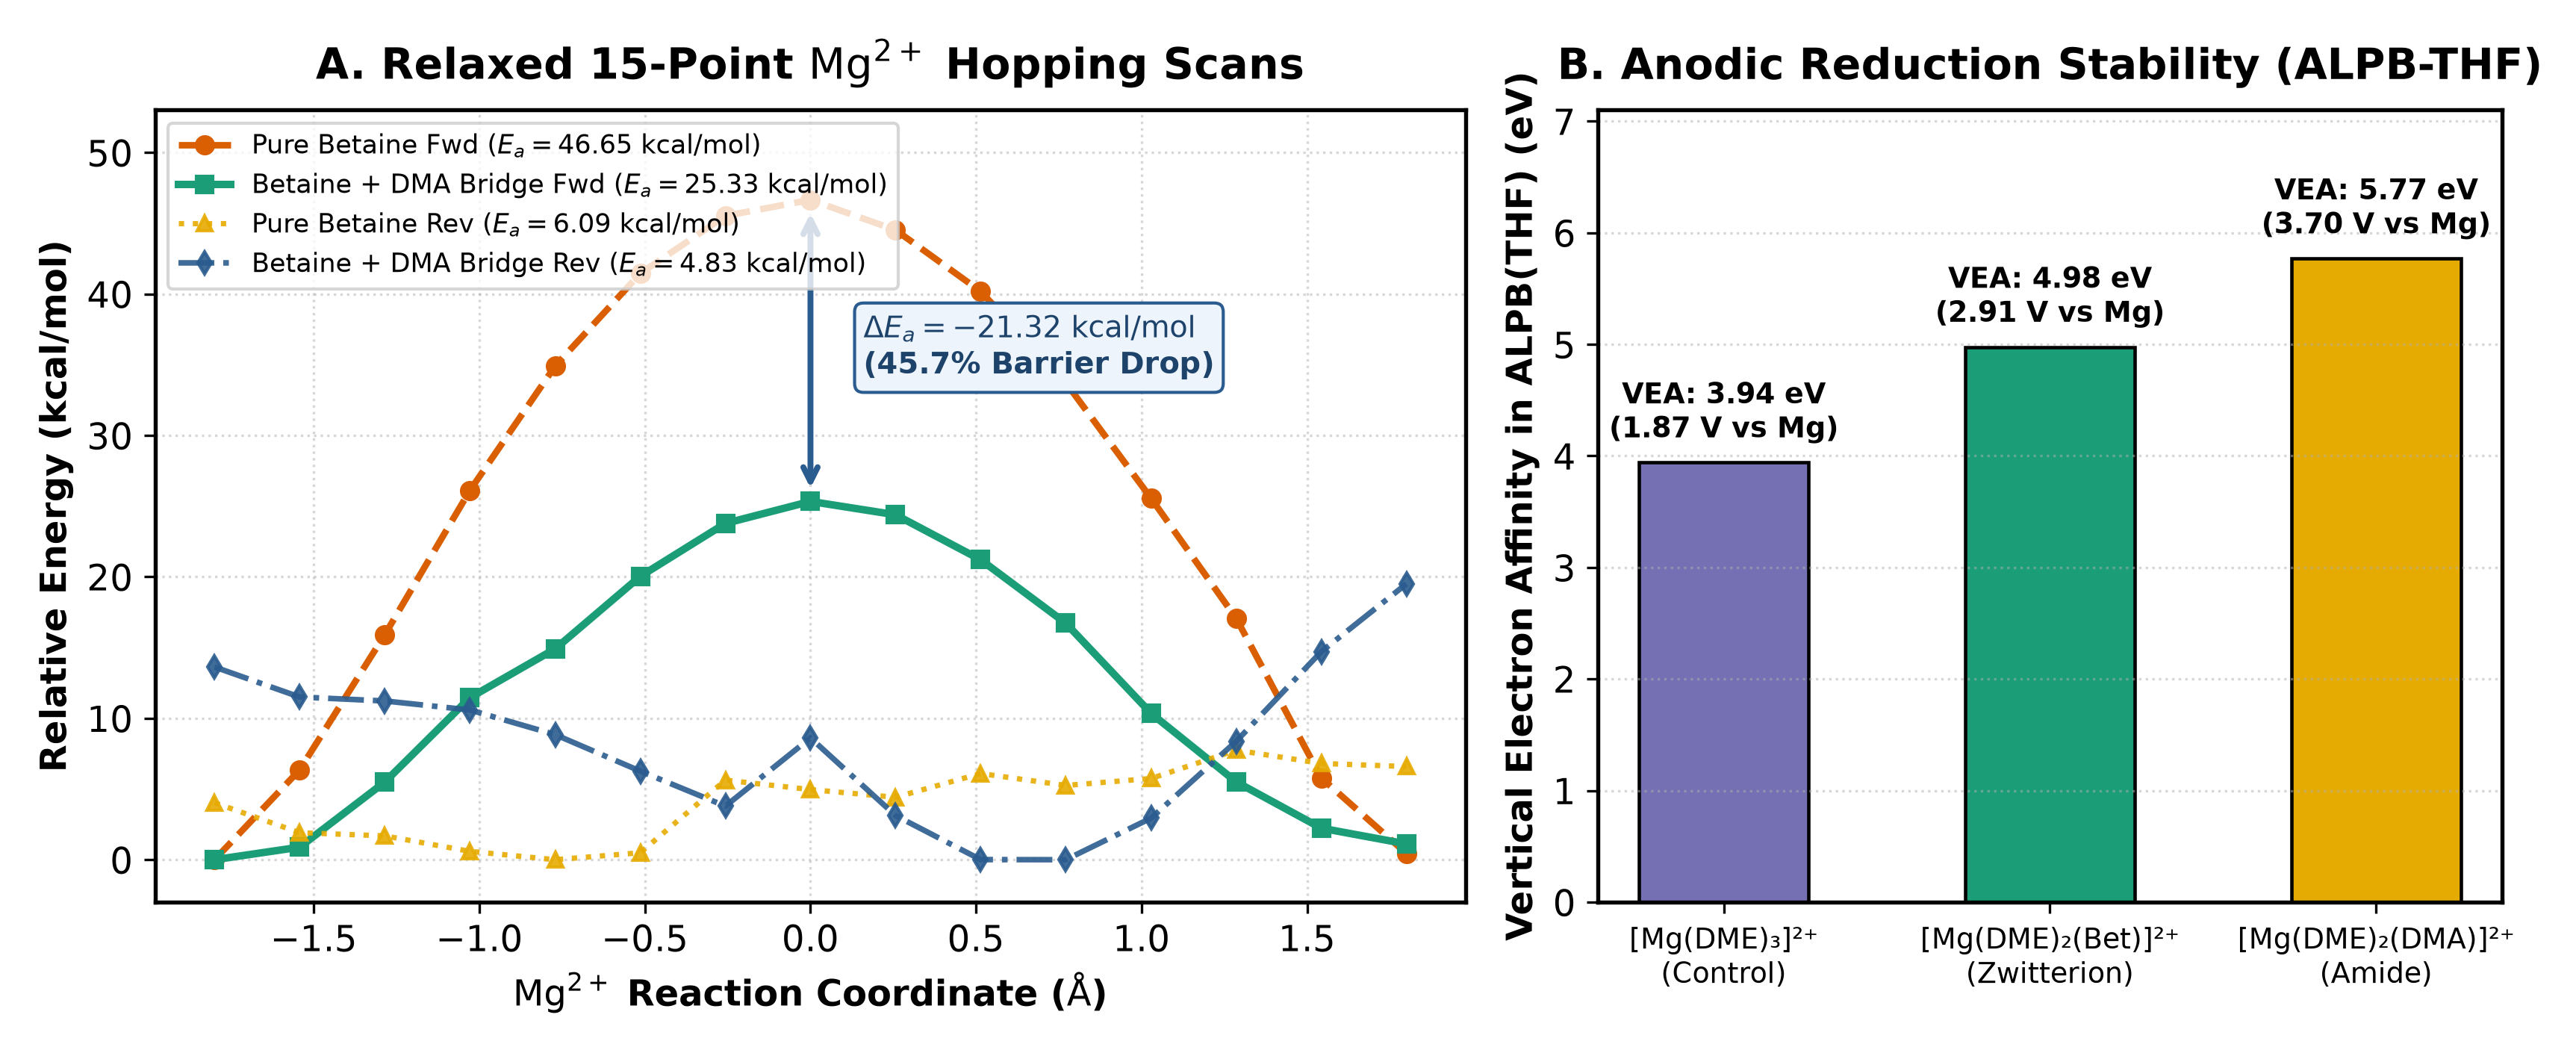 A. Relaxed 15-Point Mg²⁺ Hopping Scans
Relative Energy (kcal/mol)
50
40
30
20
10
0
Pure Betaine Fwd (Eₐ = 46.65 kcal/mol)
Betaine + DMA Bridge Fwd (Eₐ = 25.33 kcal/mol)
Pure Betaine Rev (Eₐ = 6.09 kcal/mol)
Betaine + DMA Bridge Rev (Eₐ = 4.83 kcal/mol)
ΔEₐ = −21.32 kcal/mol
(45.7% Barrier Drop)
−1.5 −1.0 −0.5 0.0 0.5 1.0 1.5
Mg²⁺ Reaction Coordinate (Å)
B. Anodic Reduction Stability (ALPB-THF)
Vertical Electron Affinity in ALPB(THF) (eV)
7
6
5
4
3
2
1
0
VEA: 3.94 eV
(1.87 V vs Mg)
VEA: 4.98 eV
(2.91 V vs Mg)
VEA: 5.77 eV
(3.70 V vs Mg)
[Mg(DME)₃]²⁺
(Control)
[Mg(DME)₂(Bet)]²⁺
(Zwitterion)
[Mg(DME)₂(DMA)]²⁺
(Amide)